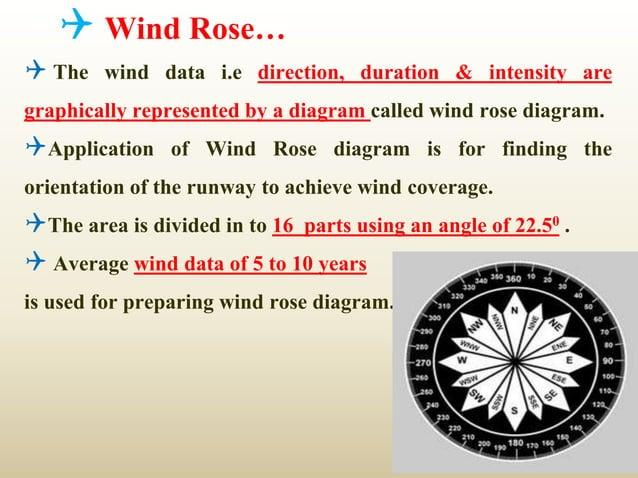 Wind Rose…
The wind data i.e direction, duration & intensity are
graphically represented by a diagram called wind rose diagram.
Application of Wind Rose diagram is for finding the
orientation of the runway to achieve wind coverage.
The area is divided in to 16 parts using an angle of 22.5⁰ .
Average wind data of 5 to 10 years
is used for preparing wind rose diagram.
350 360 10
340 20
330 30
320 40
310 50
300 60
290 70
280 80
270 90
260 100
250 110
240 120
230 130
220 140
210 150
200 160
190 180 170
N
NNW NNE
NW
WNW ENE
W E
WSW ESE
SW SE
SSW
S